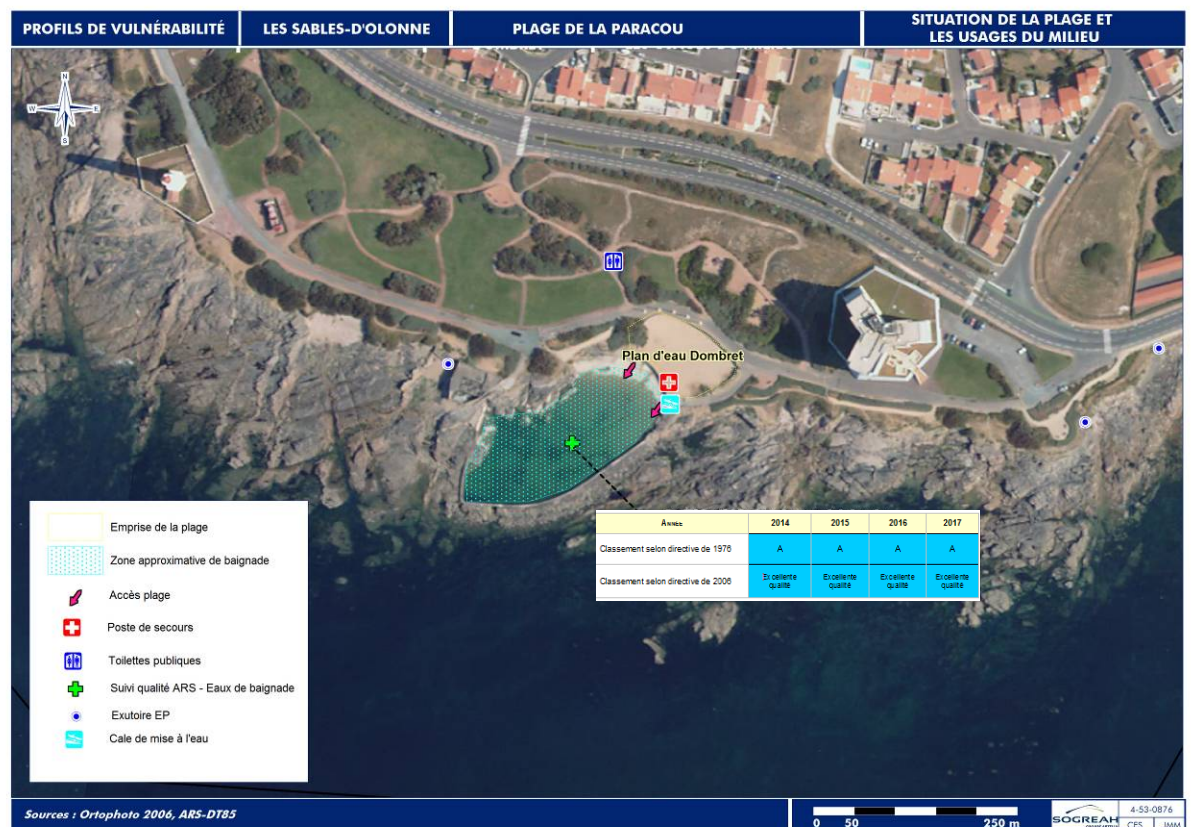 PROFILS DE VULNÉRABILITÉ
LES SABLES-D'OLONNE
PLAGE DE LA PARACOU
SITUATION DE LA PLAGE ET
LES USAGES DU MILIEU
N
W E
S
Plan d'eau Dombret
ANNÉE 2014 2015 2016 2017
Classement selon directive de 1976 A A A A
Classement selon directive de 2006 Excellente qualité Excellente qualité Excellente qualité Excellente qualité
Emprise de la plage
Zone approximative de baignade
Accès plage
Poste de secours
Toilettes publiques
Suivi qualité ARS - Eaux de baignade
Exutoire EP
Cale de mise à l'eau
Sources : Ortophoto 2006, ARS-DT85
0 50 250 m
SOGREAH
4-53-0876
CFS JMM